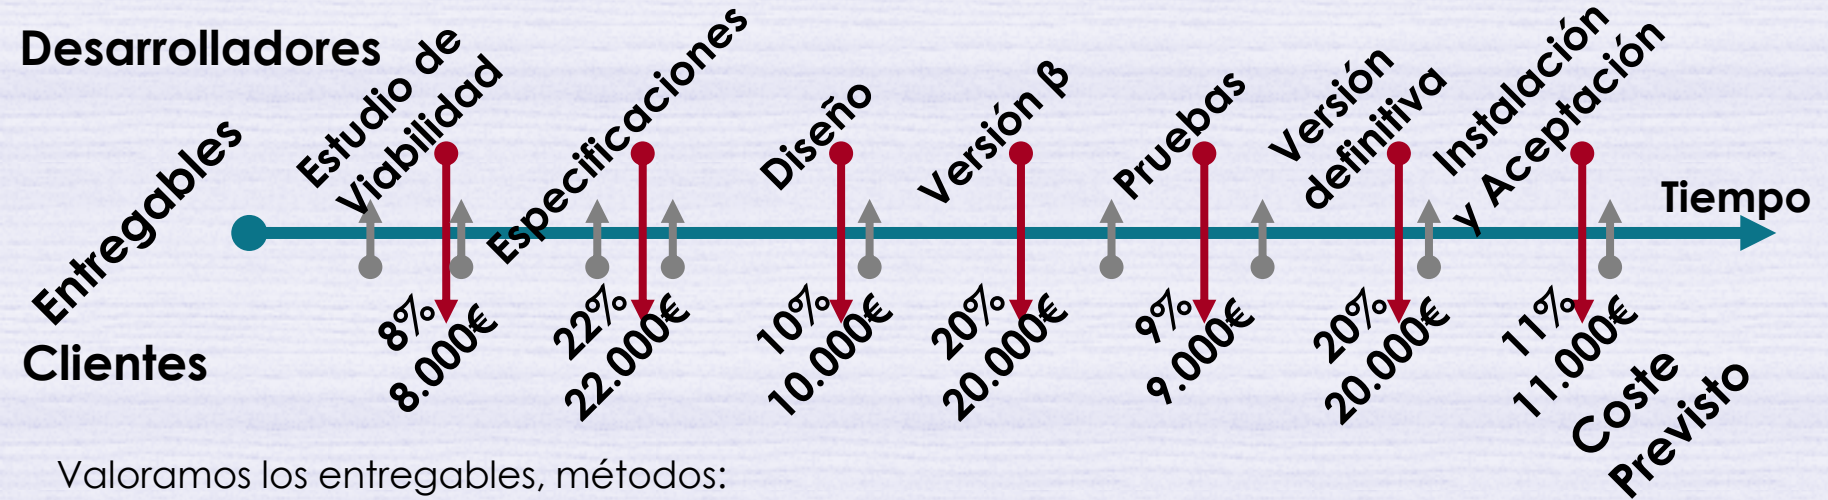 Desarrolladores
Entregables
Estudio de
Viabilidad
Especificaciones
Diseño
Versión β
Pruebas
Versión
definitiva
Instalación
y Aceptación
Tiempo
Clientes
8%
8.000€
22%
22.000€
10%
10.000€
20%
20.000€
9%
9.000€
20%
20.000€
11%
11.000€
Coste
Previsto
Valoramos los entregables, métodos: